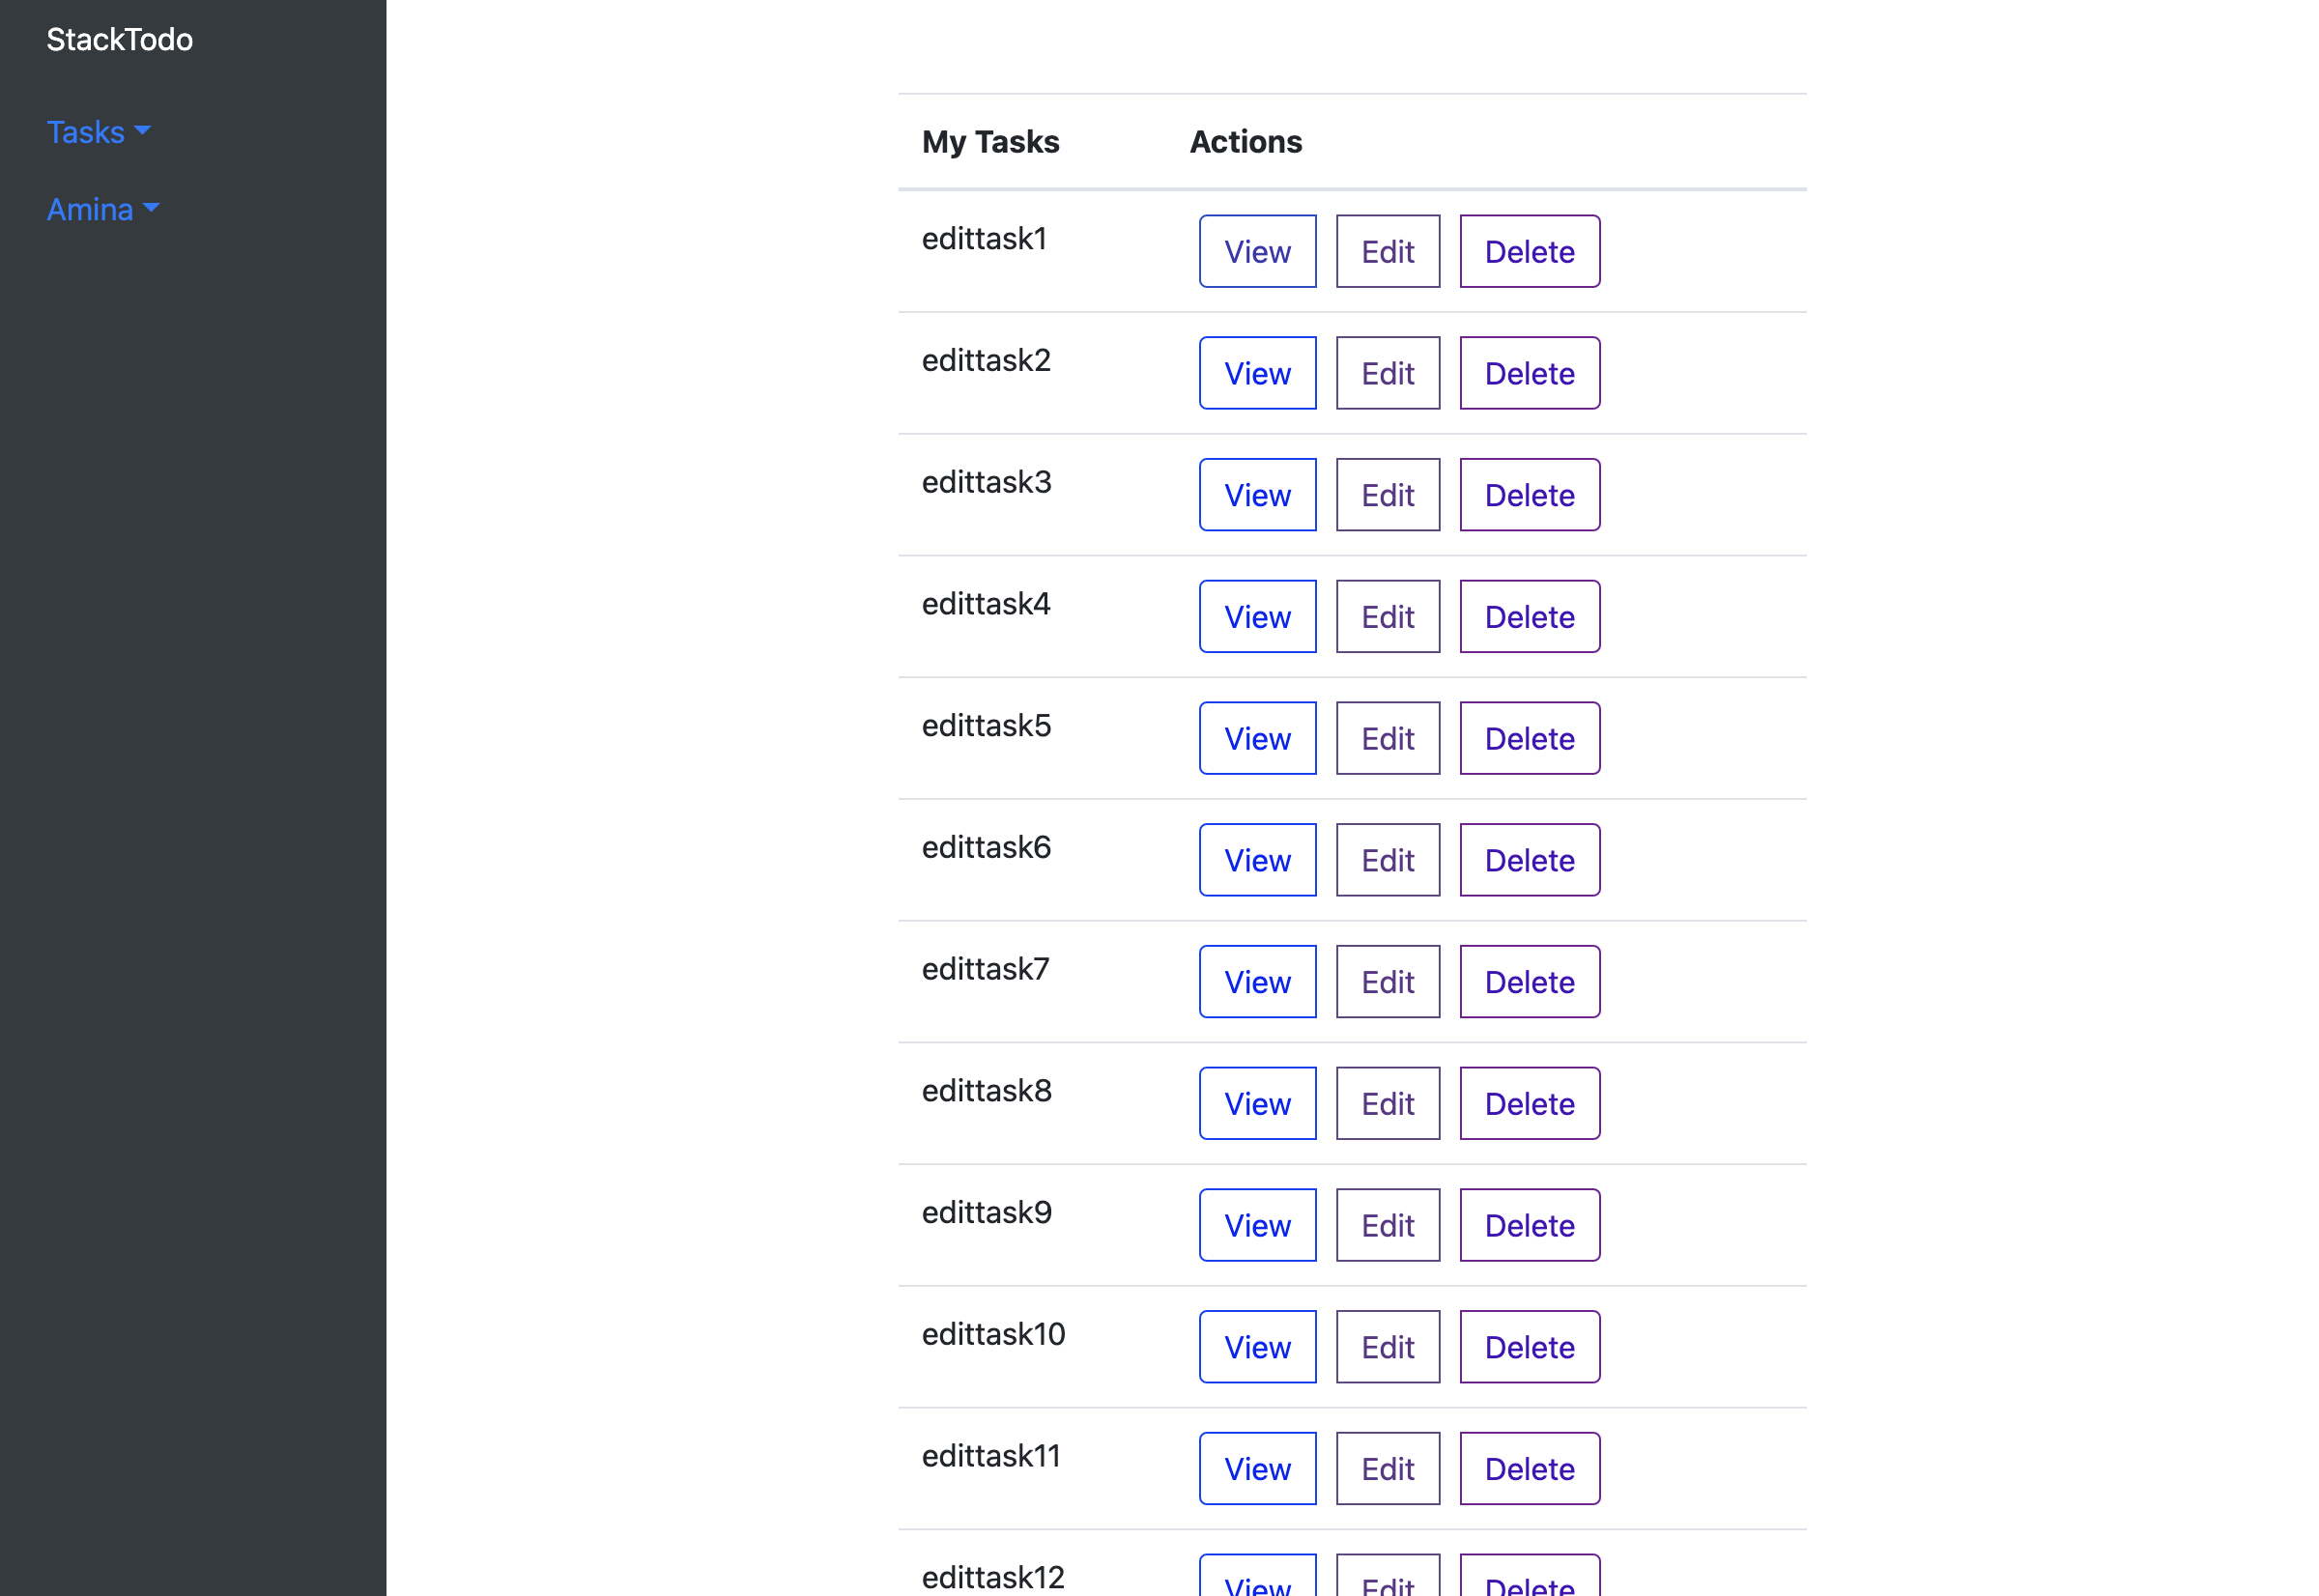 StackTodo
Tasks
Amina
My Tasks Actions
edittask1 View Edit Delete
edittask2 View Edit Delete
edittask3 View Edit Delete
edittask4 View Edit Delete
edittask5 View Edit Delete
edittask6 View Edit Delete
edittask7 View Edit Delete
edittask8 View Edit Delete
edittask9 View Edit Delete
edittask10 View Edit Delete
edittask11 View Edit Delete
edittask12 View Edit Delete